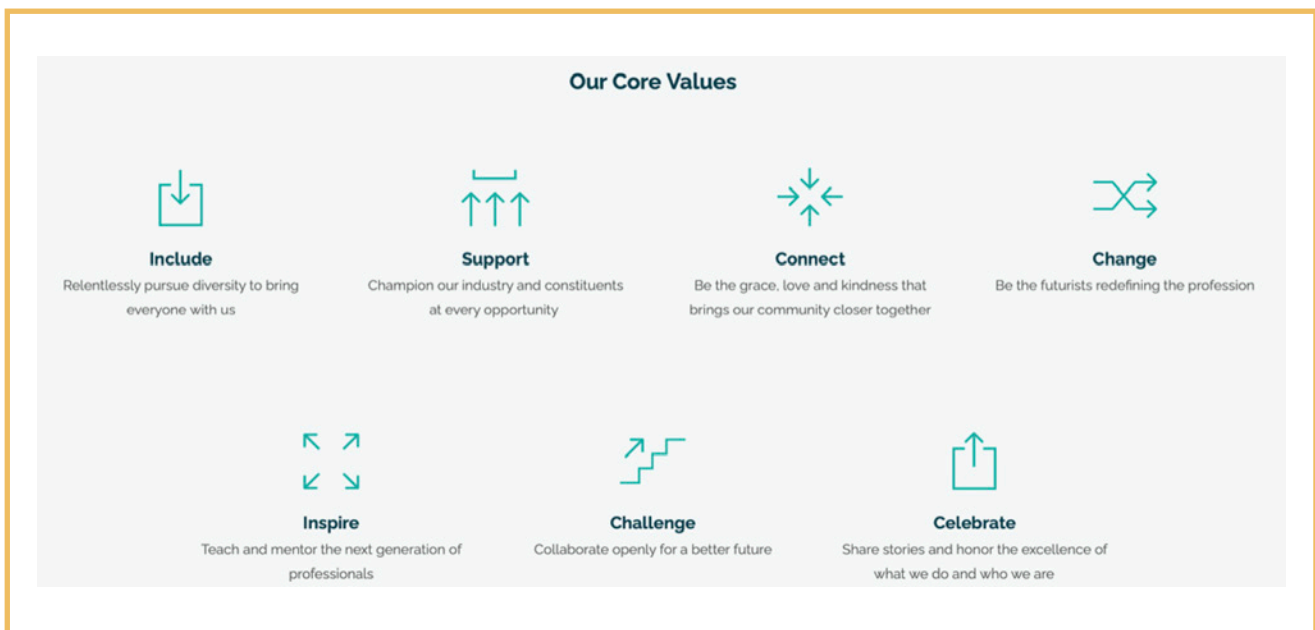 Our Core Values
Include
Relentlessly pursue diversity to bring
everyone with us
Support
Champion our industry and constituents
at every opportunity
Connect
Be the grace, love and kindness that
brings our community closer together
Change
Be the futurists redefining the profession
Inspire
Teach and mentor the next generation of
professionals
Challenge
Collaborate openly for a better future
Celebrate
Share stories and honor the excellence of
what we do and who we are